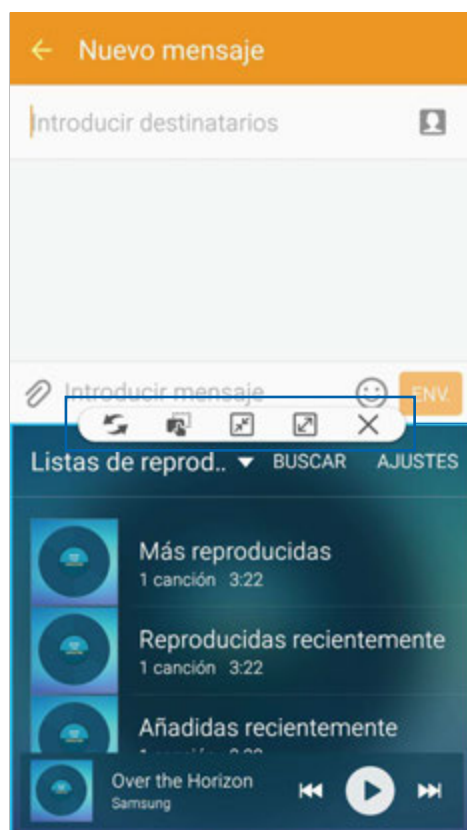 Nuevo mensaje
Introducir destinatarios
Introducir mensaje
ENV.
Listas de reprod.. BUSCAR AJUSTES
Más reproducidas
1 canción 3:22
Reproducidas recientemente
1 canción 3:22
Añadidas recientemente
Over the Horizon
Samsung